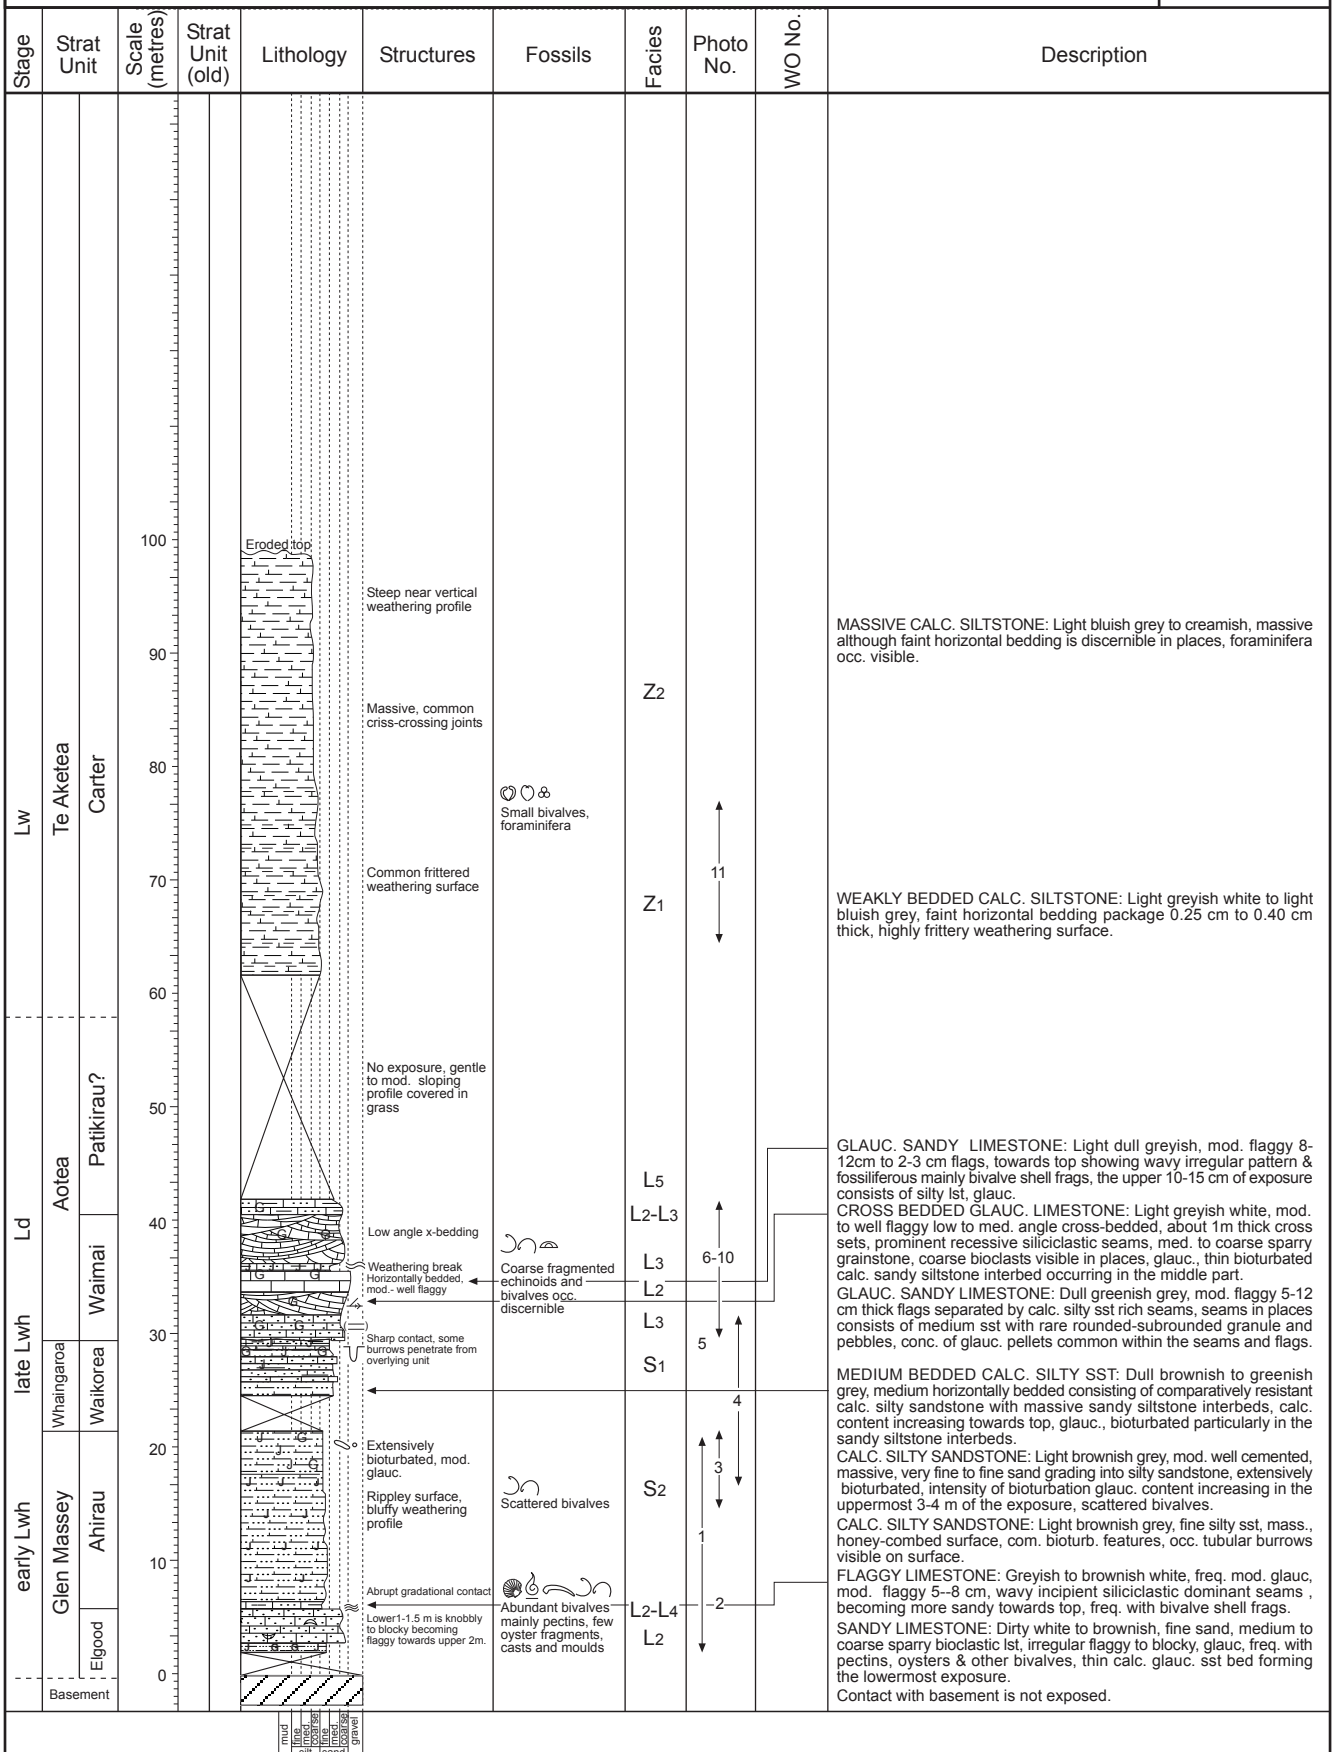 Stage
Strat
Unit
Scale
(metres)
Strat
Unit
(old)
Lithology
Structures
Fossils
Facies
Photo
No.
WO No.
Description
Lw
Ld
late Lwh
early Lwh
Te Aketea
Aotea
Whaingaroa
Glen Massey
Carter
Patikirau?
Waimai
Waikorea
Ahirau
Elgood
Basement
100
90
80
70
60
50
40
30
20
10
0
Eroded top
G
G
G
G
G
G
G
G
J
J
G
J
G
J
J
G
J
J
G
J
J
J
J
J
J
J
J
J
J
J
J
G
G
J
mud
fine
med.
coarse
fine
med.
coarse
gravel
silt
sand
Steep near vertical
weathering profile
Massive, common
criss-crossing joints
Common frittered
weathering surface
No exposure, gentle
to mod. sloping
profile covered in
grass
Low angle x-bedding
Weathering break
Horizontally bedded,
mod.- well flaggy
Sharp contact, some
burrows penetrate from
overlying unit
Extensively
bioturbated, mod.
glauc.
Rippley surface,
bluffy weathering
profile
Abrupt gradational contact
Lower1-1.5 m is knobbly
to blocky becoming
flaggy towards upper 2m.
Small bivalves,
foraminifera
Coarse fragmented
echinoids and
bivalves occ.
discernible
Scattered bivalves
Abundant bivalves
mainly pectins, few
oyster fragments,
casts and moulds
Z2
Z1
L5
L2-L3
L3
L2
L3
S1
S2
L2-L4
L2
11
6-10
5
4
3
1
2
MASSIVE CALC. SILTSTONE: Light bluish grey to creamish, massive
although faint horizontal bedding is discernible in places, foraminifera
occ. visible.
WEAKLY BEDDED CALC. SILTSTONE: Light greyish white to light
bluish grey, faint horizontal bedding package 0.25 cm to 0.40 cm
thick, highly frittery weathering surface.
GLAUC. SANDY LIMESTONE: Light dull greyish, mod. flaggy 8-
12cm to 2-3 cm flags, towards top showing wavy irregular pattern &
fossiliferous mainly bivalve shell frags, the upper 10-15 cm of exposure
consists of silty lst, glauc.
CROSS BEDDED GLAUC. LIMESTONE: Light greyish white, mod.
to well flaggy low to med. angle cross-bedded, about 1m thick cross
sets, prominent recessive siliciclastic seams, med. to coarse sparry
grainstone, coarse bioclasts visible in places, glauc., thin bioturbated
calc. sandy siltstone interbed occurring in the middle part.
GLAUC. SANDY LIMESTONE: Dull greenish grey, mod. flaggy 5-12
cm thick flags separated by calc. silty sst rich seams, seams in places
consists of medium sst with rare rounded-subrounded granule and
pebbles, conc. of glauc. pellets common within the seams and flags.
MEDIUM BEDDED CALC. SILTY SST: Dull brownish to greenish
grey, medium horizontally bedded consisting of comparatively resistant
calc. silty sandstone with massive sandy siltstone interbeds, calc.
content increasing towards top, glauc., bioturbated particularly in the
sandy siltstone interbeds.
CALC. SILTY SANDSTONE: Light brownish grey, mod. well cemented,
massive, very fine to fine sand grading into silty sandstone, extensively
bioturbated, intensity of bioturbation glauc. content increasing in the
uppermost 3-4 m of the exposure, scattered bivalves.
CALC. SILTY SANDSTONE: Light brownish grey, fine silty sst, mass.,
honey-combed surface, com. bioturb. features, occ. tubular burrows
visible on surface.
FLAGGY LIMESTONE: Greyish to brownish white, freq. mod. glauc,
mod. flaggy 5--8 cm, wavy incipient siliciclastic dominant seams ,
becoming more sandy towards top, freq. with bivalve shell frags.
SANDY LIMESTONE: Dirty white to brownish, fine sand, medium to
coarse sparry bioclastic lst, irregular flaggy to blocky, glauc, freq. with
pectins, oysters & other bivalves, thin calc. glauc. sst bed forming
the lowermost exposure.
Contact with basement is not exposed.